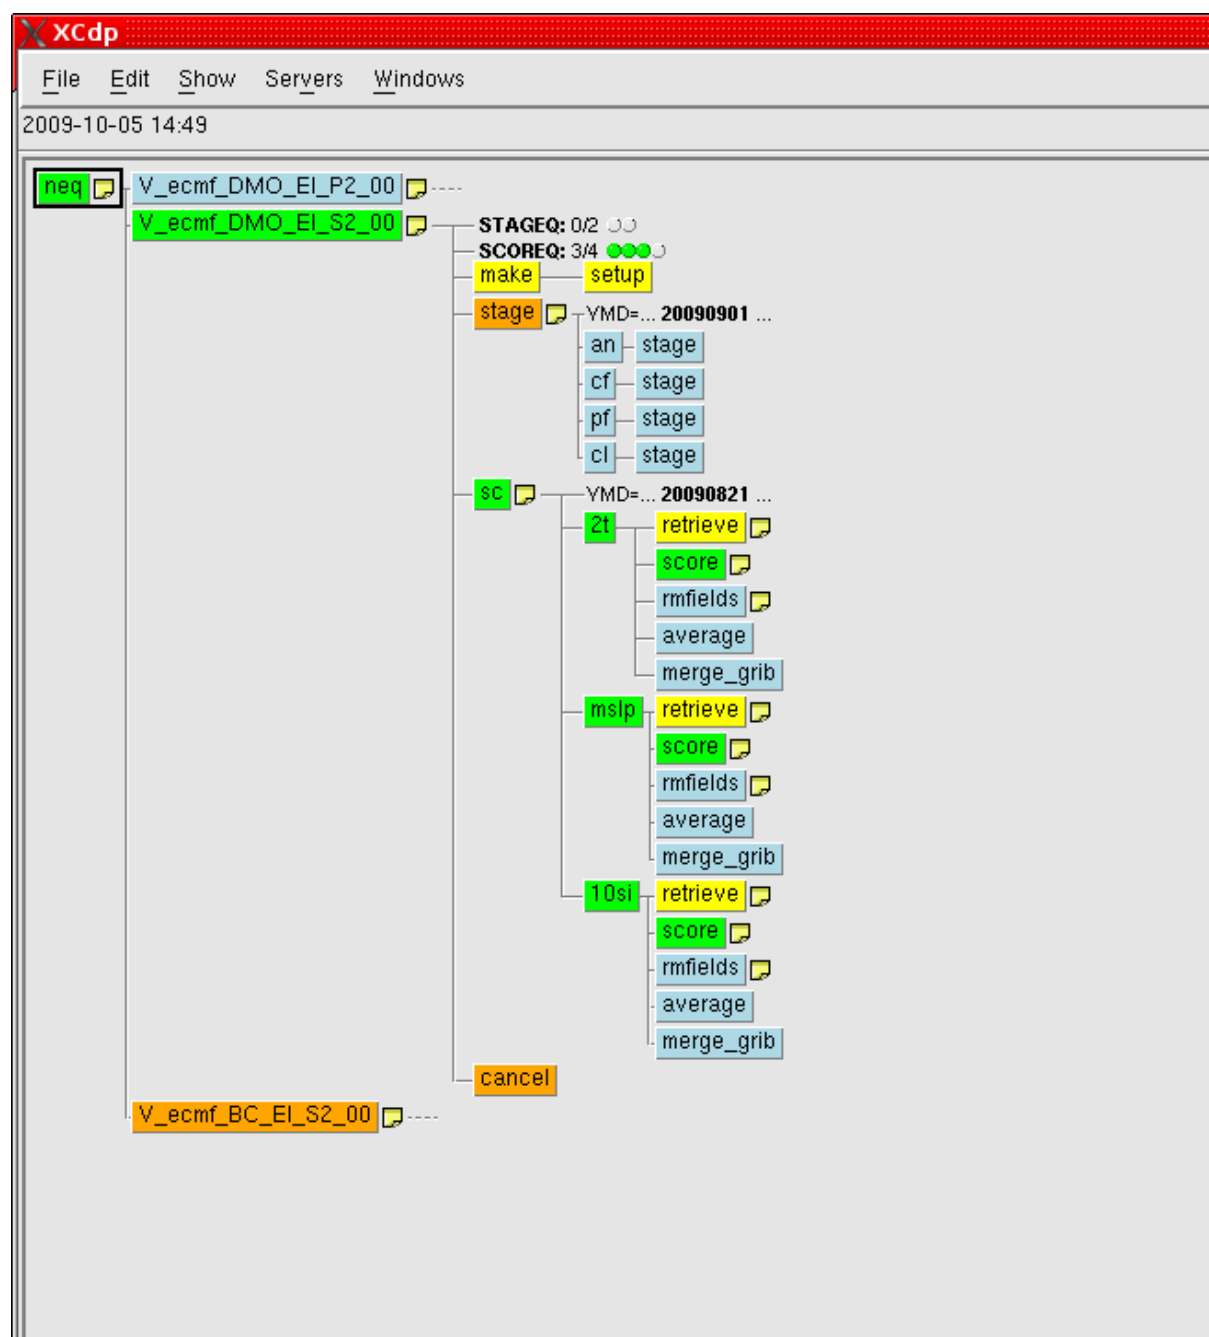 XCdp
File Edit Show Servers Windows
2009-10-05 14:49
neq V_ecmf_DMO_EI_P2_00
V_ecmf_DMO_EI_S2_00 STAGEQ: 0/2
SCOREQ: 3/4
make setup
stage YMD=... 20090901 ...
an stage
cf stage
pf stage
cl stage
sc YMD=... 20090821 ...
2t retrieve
score
rmfields
average
merge_grib
mslp retrieve
score
rmfields
average
merge_grib
10si retrieve
score
rmfields
average
merge_grib
cancel
V_ecmf_BC_EI_S2_00